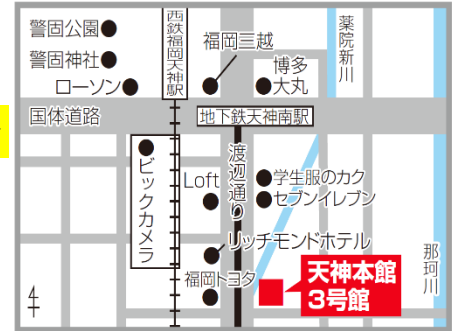 警固公園
警固神社
ローソン
西鉄福岡天神駅
福岡三越
博多
大丸
薬院新川
国体道路
地下鉄天神南駅
ビックカメラ
Loft
渡辺通り
学生服のカク
セブンイレブン
リッチモンドホテル
福岡トヨタ
天神本館
3号館
那珂川
4